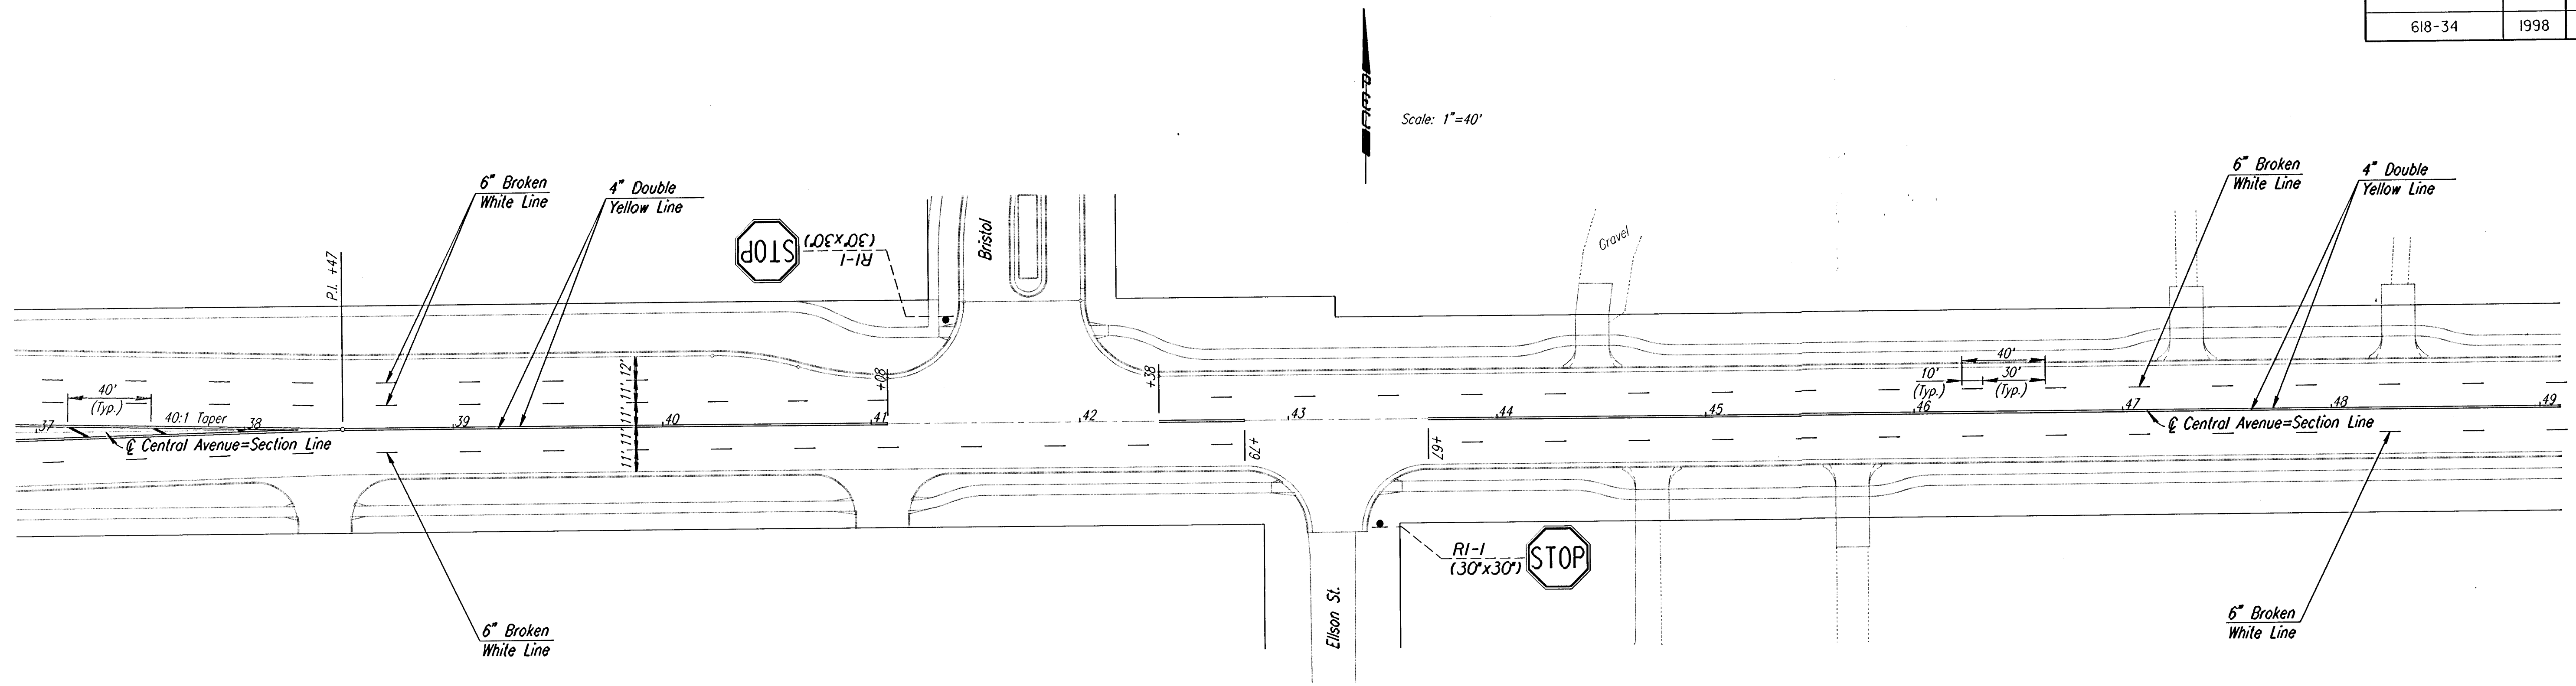 618-34 1998
Scale: 1"=40'
6" Broken
White Line
4" Double
Yellow Line
STOP
R1-1
(30"x30")
Bristol
Gravel
6" Broken
White Line
4" Double
Yellow Line
P.I. +47
+08
+38
12'
11'
11'
11'
11'
40'
(Typ.)
40:1 Taper
40'
10'
(Typ.)
30'
(Typ.)
37
38
39
40
41
42
43
44
45
46
47
48
49
℄ Central Avenue=Section Line
℄ Central Avenue=Section Line
+79
+67
R1-1
(30"x30")
STOP
Ellson St.
6" Broken
White Line
6" Broken
White Line